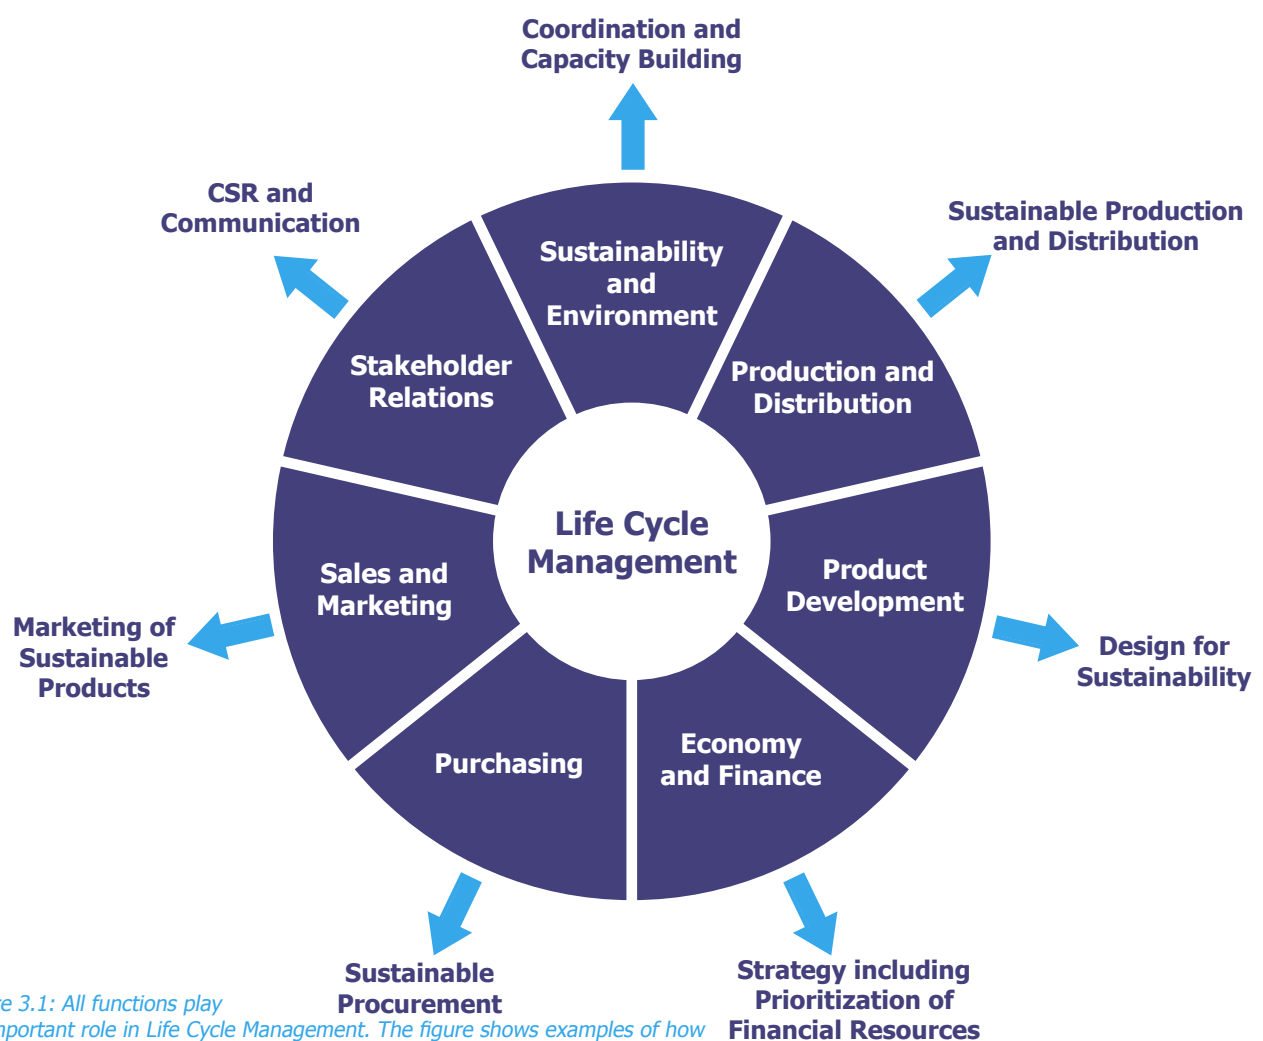 Coordination and
Capacity Building
CSR and
Communication
Sustainable Production
and Distribution
Sustainability
and
Environment
Stakeholder
Relations
Production and
Distribution
Life Cycle
Management
Sales and
Marketing
Product
Development
Marketing of
Sustainable
Products
Design for
Sustainability
Purchasing
Economy
and Finance
Sustainable
Procurement
Strategy including
Prioritization of
Financial Resources
3.1: All functions play
role in Life Cycle Management. The figure shows examples of how